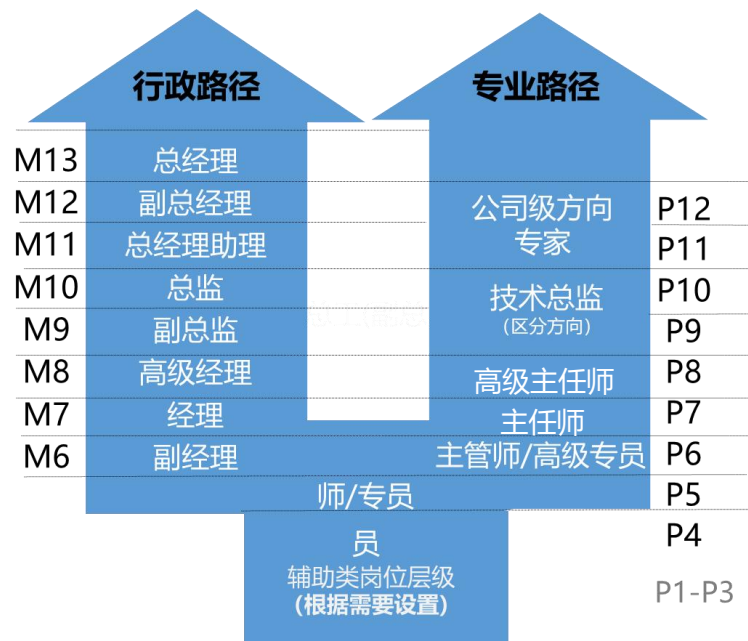 行政路径
专业路径
M13 总经理
M12 副总经理
公司级方向 P12
M11 总经理助理
专家 P11
M10 总监
技术总监 P10
(区分方向)
M9 副总监 P9
M8 高级经理 高级主任师 P8
M7 经理 主任师 P7
M6 副经理 主管师/高级专员 P6
师/专员 P5
员 P4
辅助类岗位层级
(根据需要设置) P1-P3